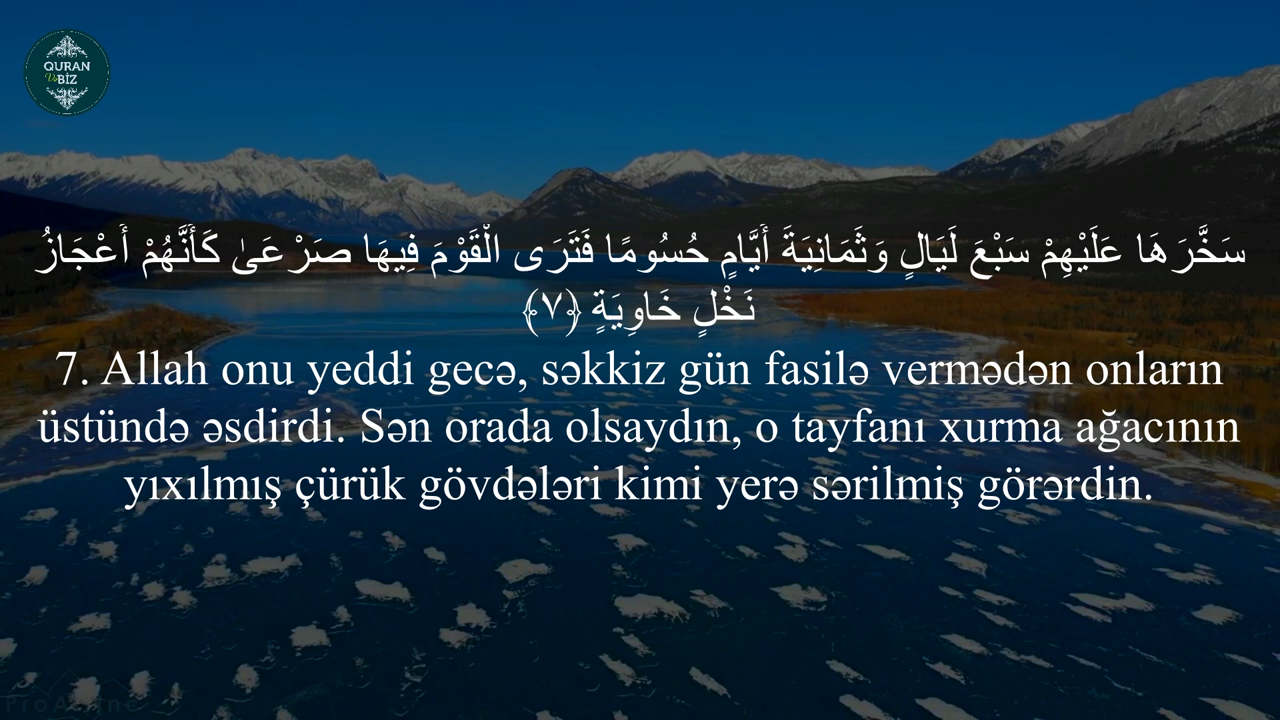 QURAN
Və BİZ
سَخَّرَهَا عَلَيْهِمْ سَبْعَ لَيَالٍ وَثَمَانِيَةَ أَيَّامٍ حُسُومًا فَتَرَى الْقَوْمَ فِيهَا صَرْعَىٰ كَأَنَّهُمْ أَعْجَازُ
نَخْلٍ خَاوِيَةٍ ﴿٧﴾
7. Allah onu yeddi gecə, səkkiz gün fasilə vermədən onların
üstündə əsdirdi. Sən orada olsaydın, o tayfanı xurma ağacının
yıxılmış çürük gövdələri kimi yerə sərilmiş görərdin.